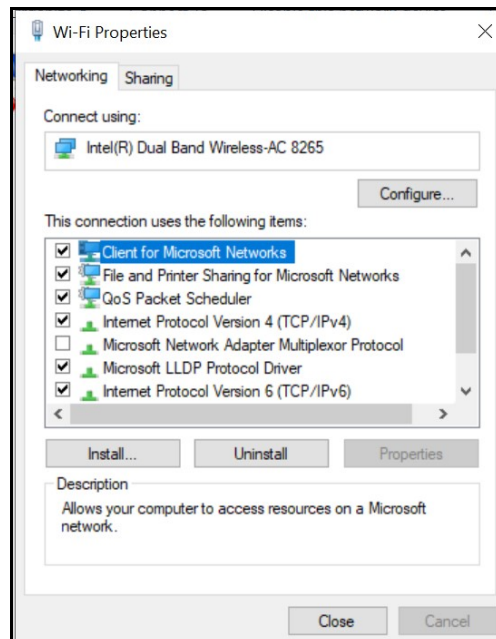 Wi-Fi Properties
Networking
Sharing
Connect using:
Intel(R) Dual Band Wireless-AC 8265
Configure...
This connection uses the following items:
Client for Microsoft Networks
File and Printer Sharing for Microsoft Networks
QoS Packet Scheduler
Internet Protocol Version 4 (TCP/IPv4)
Microsoft Network Adapter Multiplexor Protocol
Microsoft LLDP Protocol Driver
Internet Protocol Version 6 (TCP/IPv6)
Install...
Uninstall
Properties
Description
Allows your computer to access resources on a Microsoft
network.
Close
Cancel